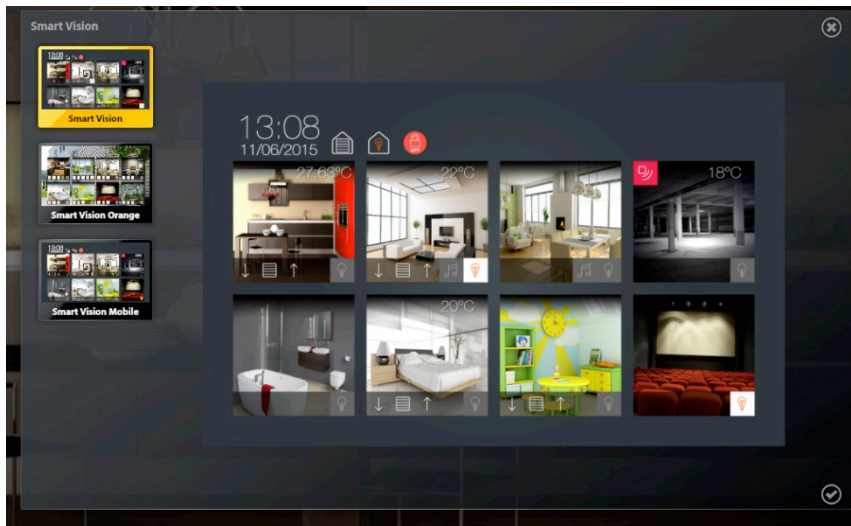 Smart Vision
Smart Vision
Smart Vision Orange
Smart Vision Mobile
13:08
11/06/2015
OFF
27.63°C
22°C
18°C
20°C